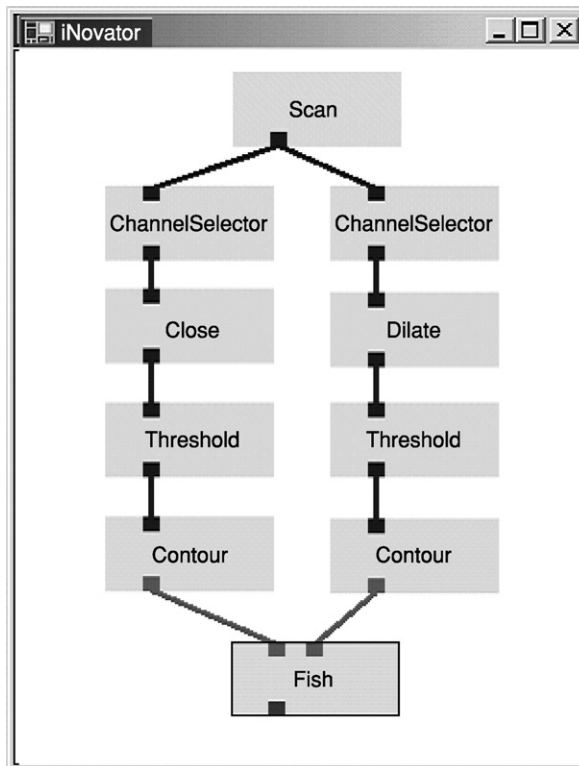 iNovator
Scan
ChannelSelector ChannelSelector
Close Dilate
Threshold Threshold
Contour Contour
Fish